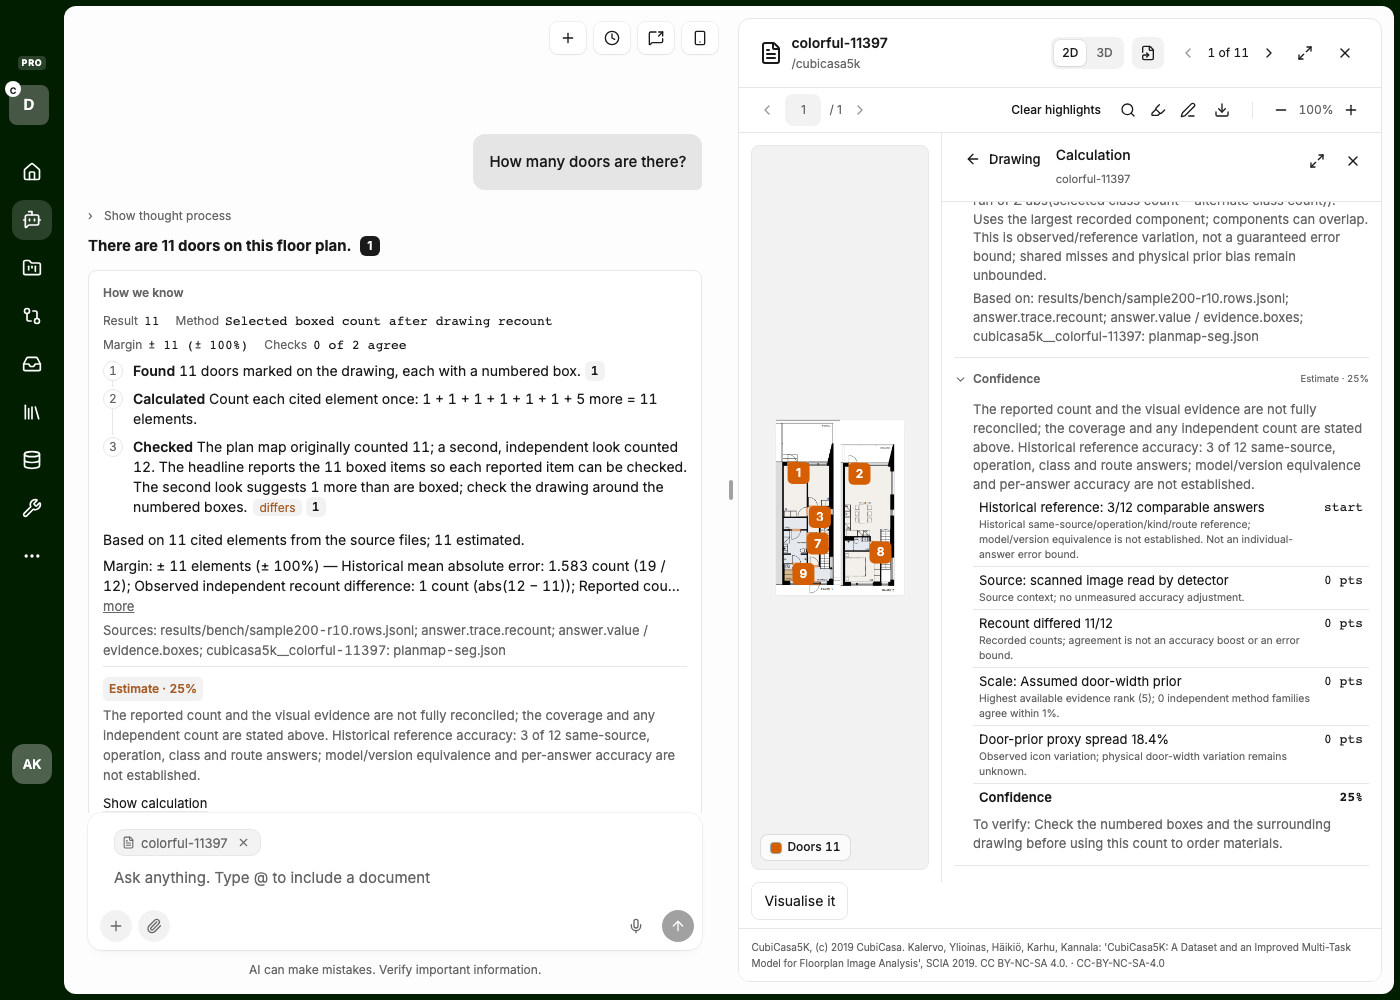 PRO
C
D
AK
How many doors are there?
Show thought process
There are 11 doors on this floor plan. 1
How we know
Result 11 Method Selected boxed count after drawing recount
Margin ± 11 (± 100%) Checks 0 of 2 agree
1 Found 11 doors marked on the drawing, each with a numbered box. 1
2 Calculated Count each cited element once: 1 + 1 + 1 + 1 + 1 + 1 + 5 more = 11
elements.
3 Checked The plan map originally counted 11; a second, independent look counted
12. The headline reports the 11 boxed items so each reported item can be checked.
The second look suggests 1 more than are boxed; check the drawing around the
numbered boxes. differs 1
Based on 11 cited elements from the source files; 11 estimated.
Margin: ± 11 elements (± 100%) — Historical mean absolute error: 1.583 count (19 /
12); Observed independent recount difference: 1 count (abs(12 − 11)); Reported cou...
more
Sources: results/bench/sample200-r10.rows.jsonl; answer.trace.recount; answer.value /
evidence.boxes; cubicasa5k__colorful-11397: planmap-seg.json
Estimate · 25%
The reported count and the visual evidence are not fully reconciled; the coverage and any
independent count are stated above. Historical reference accuracy: 3 of 12 same-source,
operation, class and route answers; model/version equivalence and per-answer accuracy are
not established.
Show calculation
colorful-11397
Ask anything. Type @ to include a document
AI can make mistakes. Verify important information.
colorful-11397
/cubicasa5k
2D 3D
1 of 11
1 / 1
Clear highlights
100%
1
2
3
7
8
9
Doors 11
Visualise it
Drawing
Calculation
colorful-11397
ran of 2 abs(selected class count − alternate class count)).
Uses the largest recorded component; components can overlap.
This is observed/reference variation, not a guaranteed error
bound; shared misses and physical prior bias remain
unbounded.
Based on: results/bench/sample200-r10.rows.jsonl;
answer.trace.recount; answer.value / evidence.boxes;
cubicasa5k__colorful-11397: planmap-seg.json
Confidence Estimate · 25%
The reported count and the visual evidence are not fully
reconciled; the coverage and any independent count are stated
above. Historical reference accuracy: 3 of 12 same-source,
operation, class and route answers; model/version equivalence
and per-answer accuracy are not established.
Historical reference: 3/12 comparable answers start
Historical same-source/operation/kind/route reference;
model/version equivalence is not established. Not an individual-
answer error bound.
Source: scanned image read by detector 0 pts
Source context; no unmeasured accuracy adjustment.
Recount differed 11/12 0 pts
Recorded counts; agreement is not an accuracy boost or an error
bound.
Scale: Assumed door-width prior 0 pts
Highest available evidence rank (5); 0 independent method families
agree within 1%.
Door-prior proxy spread 18.4% 0 pts
Observed icon variation; physical door-width variation remains
unknown.
Confidence 25%
To verify: Check the numbered boxes and the surrounding
drawing before using this count to order materials.
CubiCasa5K, (c) 2019 CubiCasa. Kalervo, Ylioinas, Häikiö, Karhu, Kannala: 'CubiCasa5K: A Dataset and an Improved Multi-Task
Model for Floorplan Image Analysis', SCIA 2019. CC BY-NC-SA 4.0. · CC-BY-NC-SA-4.0